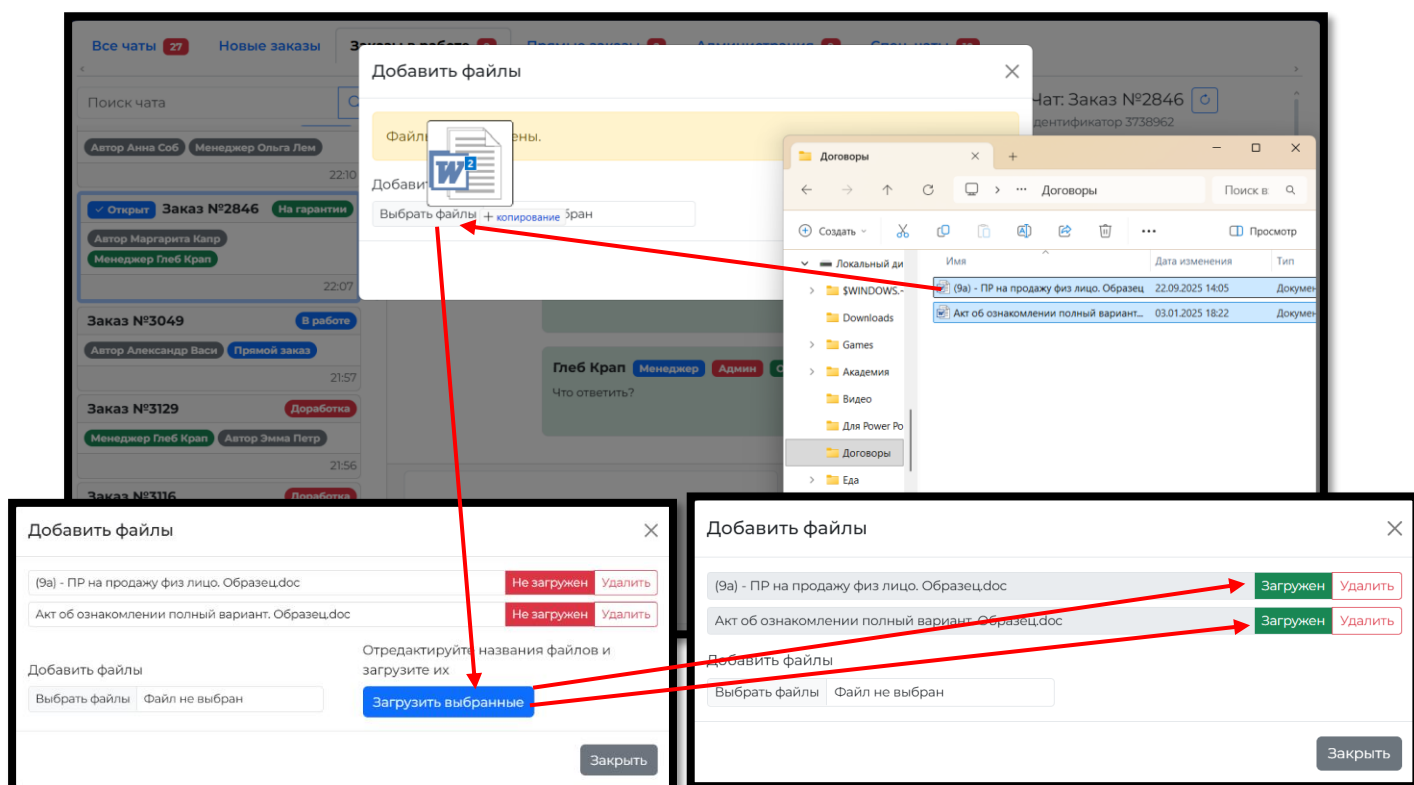 Все чаты 27 Новые заказы
Добавить файлы
Поиск чата
Чат: Заказ №2846
дентификатор 3738962
Автор Анна Соб Менеджер Ольга Лем
22:10
Открыт Заказ №2846 На гарантии
Автор Маргарита Капр
Менеджер Глеб Крап
22:07
Заказ №3049 В работе
Автор Александр Васи Прямой заказ
21:57
Заказ №3129 Доработка
Менеджер Глеб Крап Автор Эмма Петр
21:56
Заказ №3116 Доработка
W 2
Выбрать файлы + копирование
Глеб Крап Менеджер Админ
Что ответить?
Договоры
Договоры Поиск в
Создать Просмотр
Локальный ди Имя Дата изменения Тип
$WINDOWS.~ (9а) - ПР на продажу физ лицо. Образец 22.09.2025 14:05 Докумен
Downloads Акт об ознакомлении полный вариант... 03.01.2025 18:22 Докумен
Games
Академия
Видео
Для Power Po
Договоры
Еда
Добавить файлы
(9а) - ПР на продажу физ лицо. Образец.doc Не загружен Удалить
Акт об ознакомлении полный вариант. Образец.doc Не загружен Удалить
Отредактируйте названия файлов и
загрузите их
Добавить файлы
Выбрать файлы Файл не выбран Загрузить выбранные
Закрыть
Добавить файлы
(9а) - ПР на продажу физ лицо. Образец.doc Загружен Удалить
Акт об ознакомлении полный вариант. Образец.doc Загружен Удалить
Добавить файлы
Выбрать файлы Файл не выбран
Закрыть